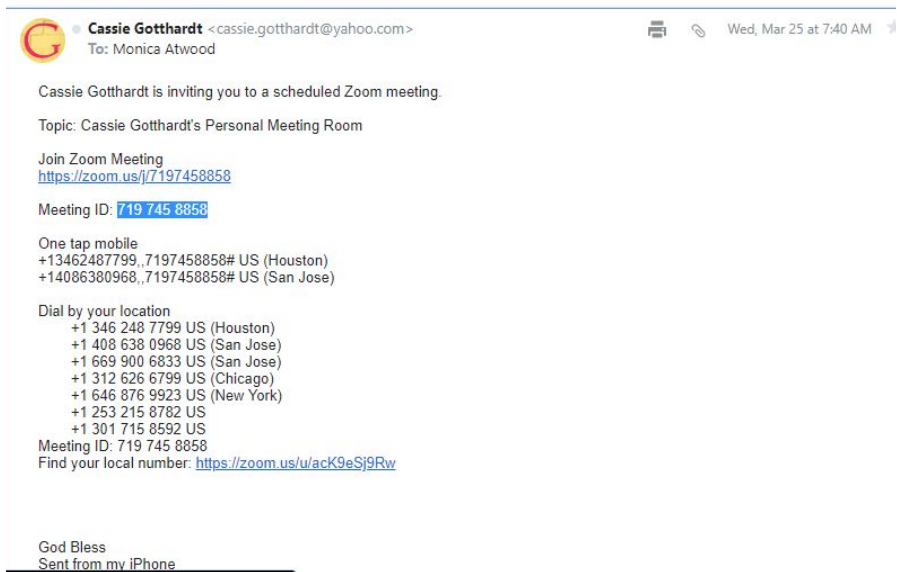 G
Cassie Gotthardt <cassie.gotthardt@yahoo.com>
Wed, Mar 25 at 7:40 AM
To: Monica Atwood
Cassie Gotthardt is inviting you to a scheduled Zoom meeting.
Topic: Cassie Gotthardt's Personal Meeting Room
Join Zoom Meeting
https://zoom.us/j/7197458858
Meeting ID: 719 745 8858
One tap mobile
+13462487799,,7197458858# US (Houston)
+14086380968,,7197458858# US (San Jose)
Dial by your location
+1 346 248 7799 US (Houston)
+1 408 638 0968 US (San Jose)
+1 669 900 6833 US (San Jose)
+1 312 626 6799 US (Chicago)
+1 646 876 9923 US (New York)
+1 253 215 8782 US
+1 301 715 8592 US
Meeting ID: 719 745 8858
Find your local number: https://zoom.us/u/acK9eSj9Rw
God Bless
Sent from my iPhone